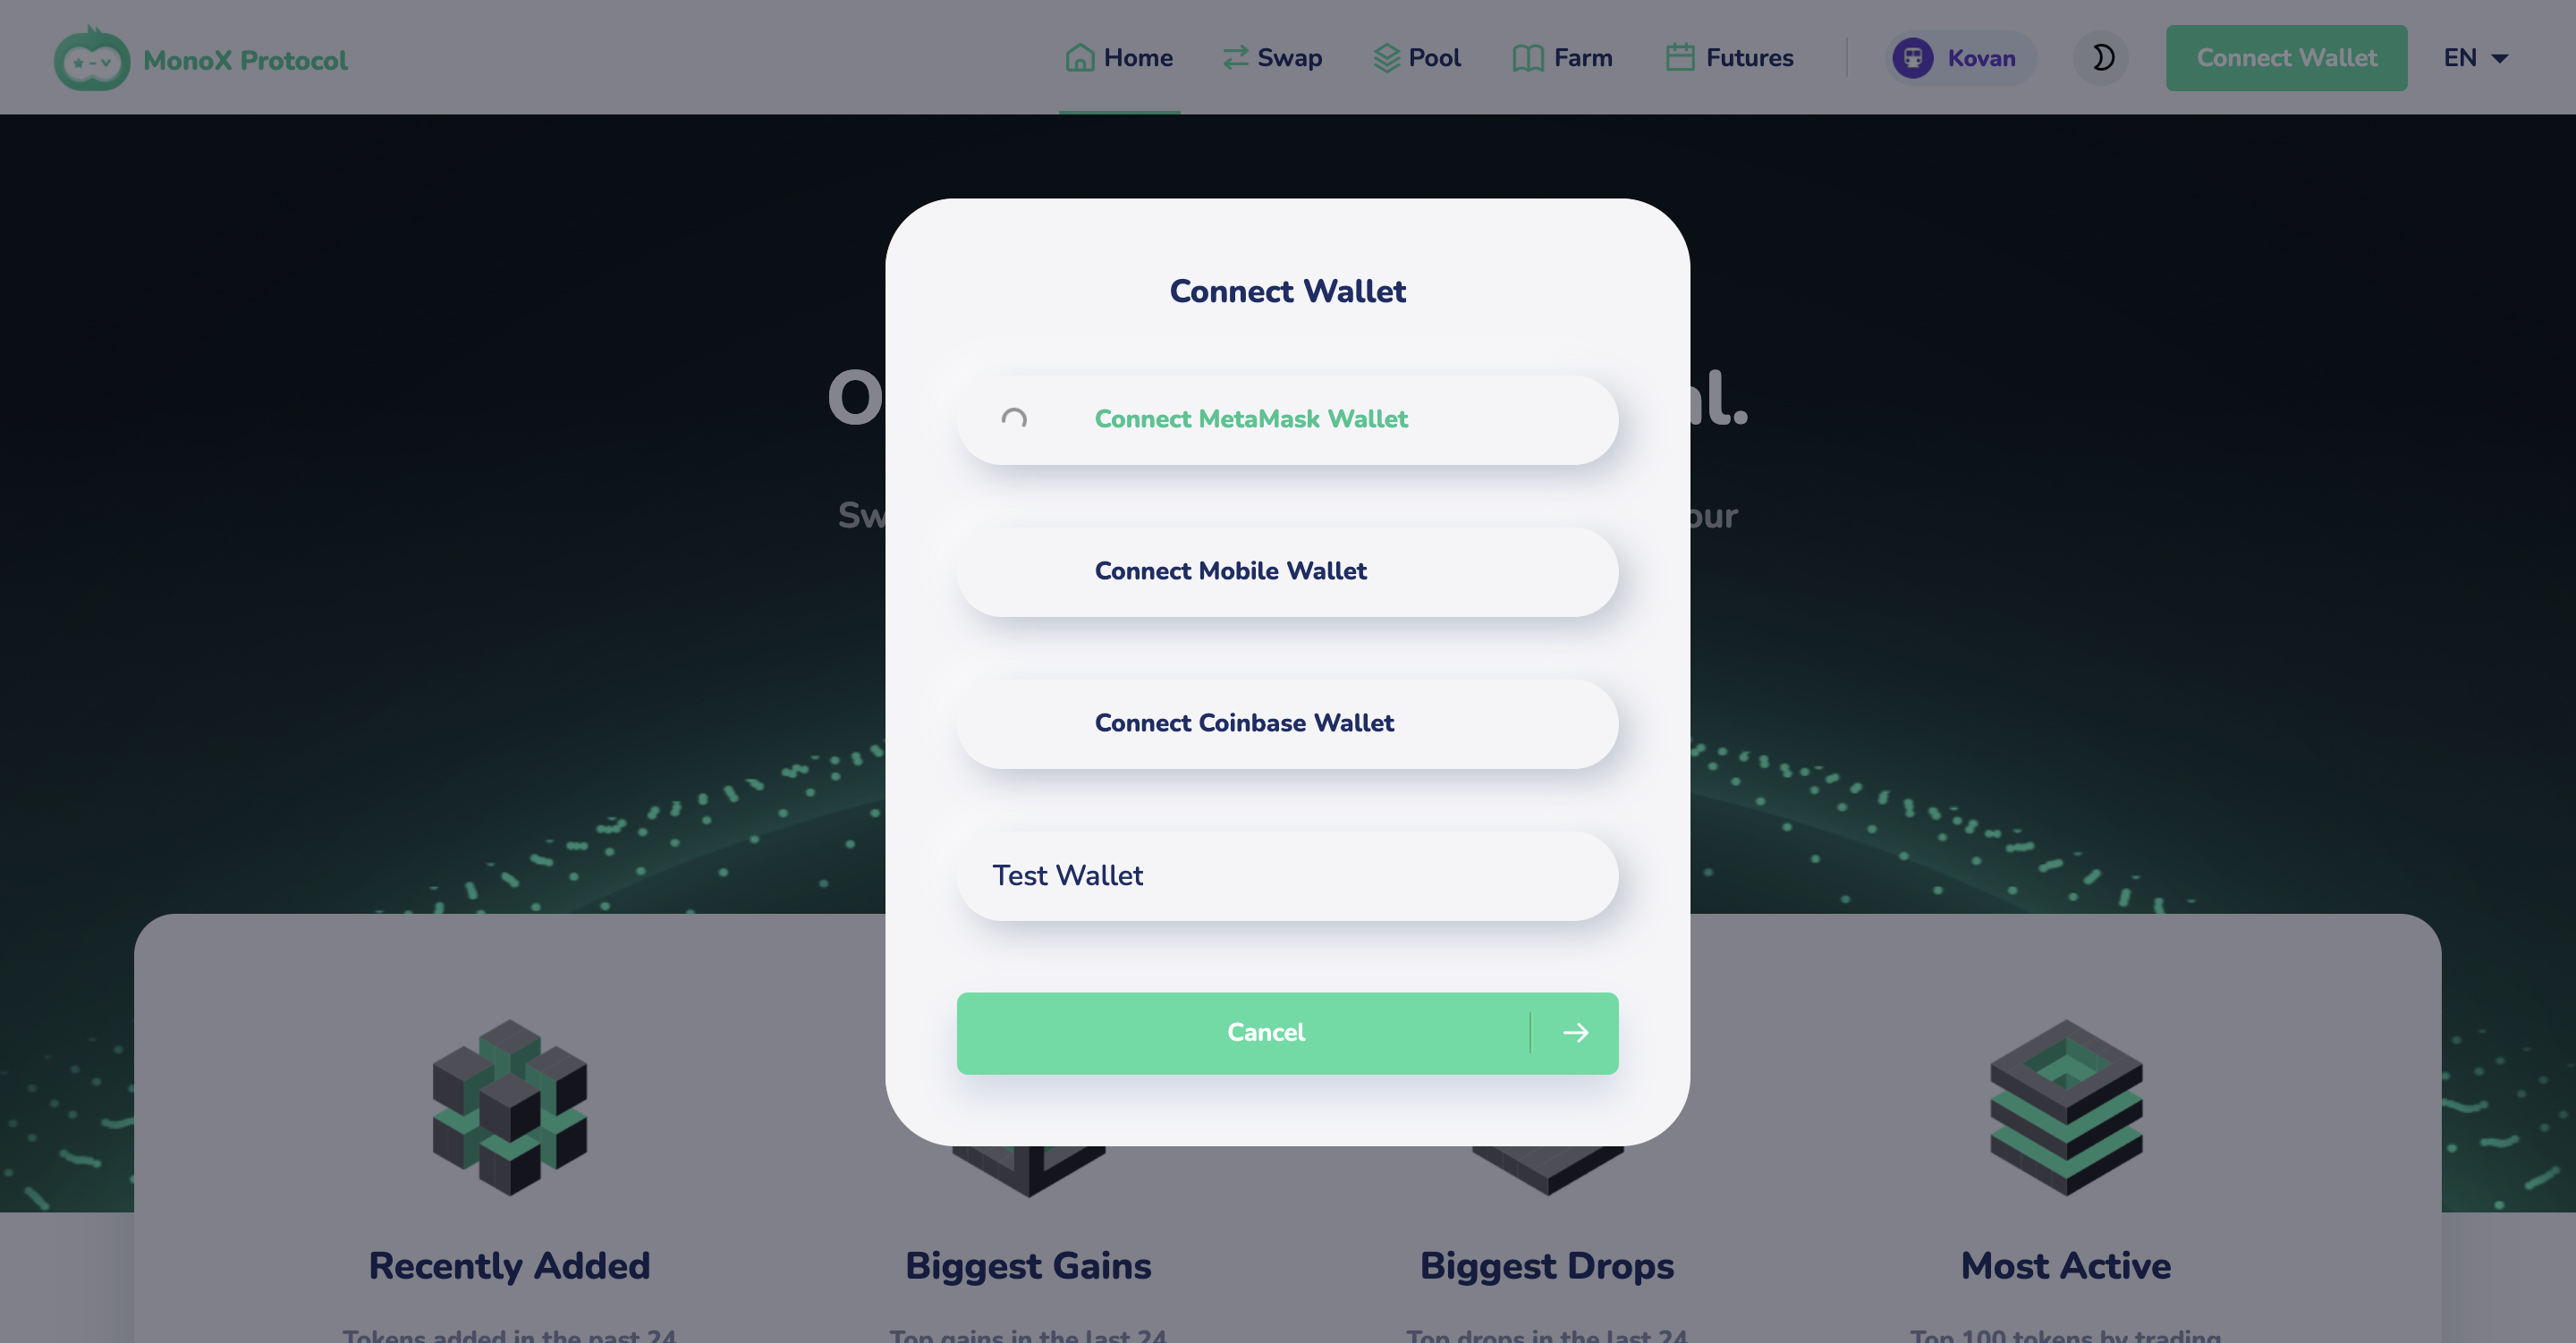 MonoX Protocol
Home
Swap
Pool
Farm
Futures
Kovan
Connect Wallet
EN
Connect Wallet
Connect MetaMask Wallet
Connect Mobile Wallet
Connect Coinbase Wallet
Test Wallet
Cancel
Recently Added
Biggest Gains
Biggest Drops
Most Active
Tokens added in the past 24
Top gains in the last 24
Top drops in the last 24
Top 100 tokens by trading